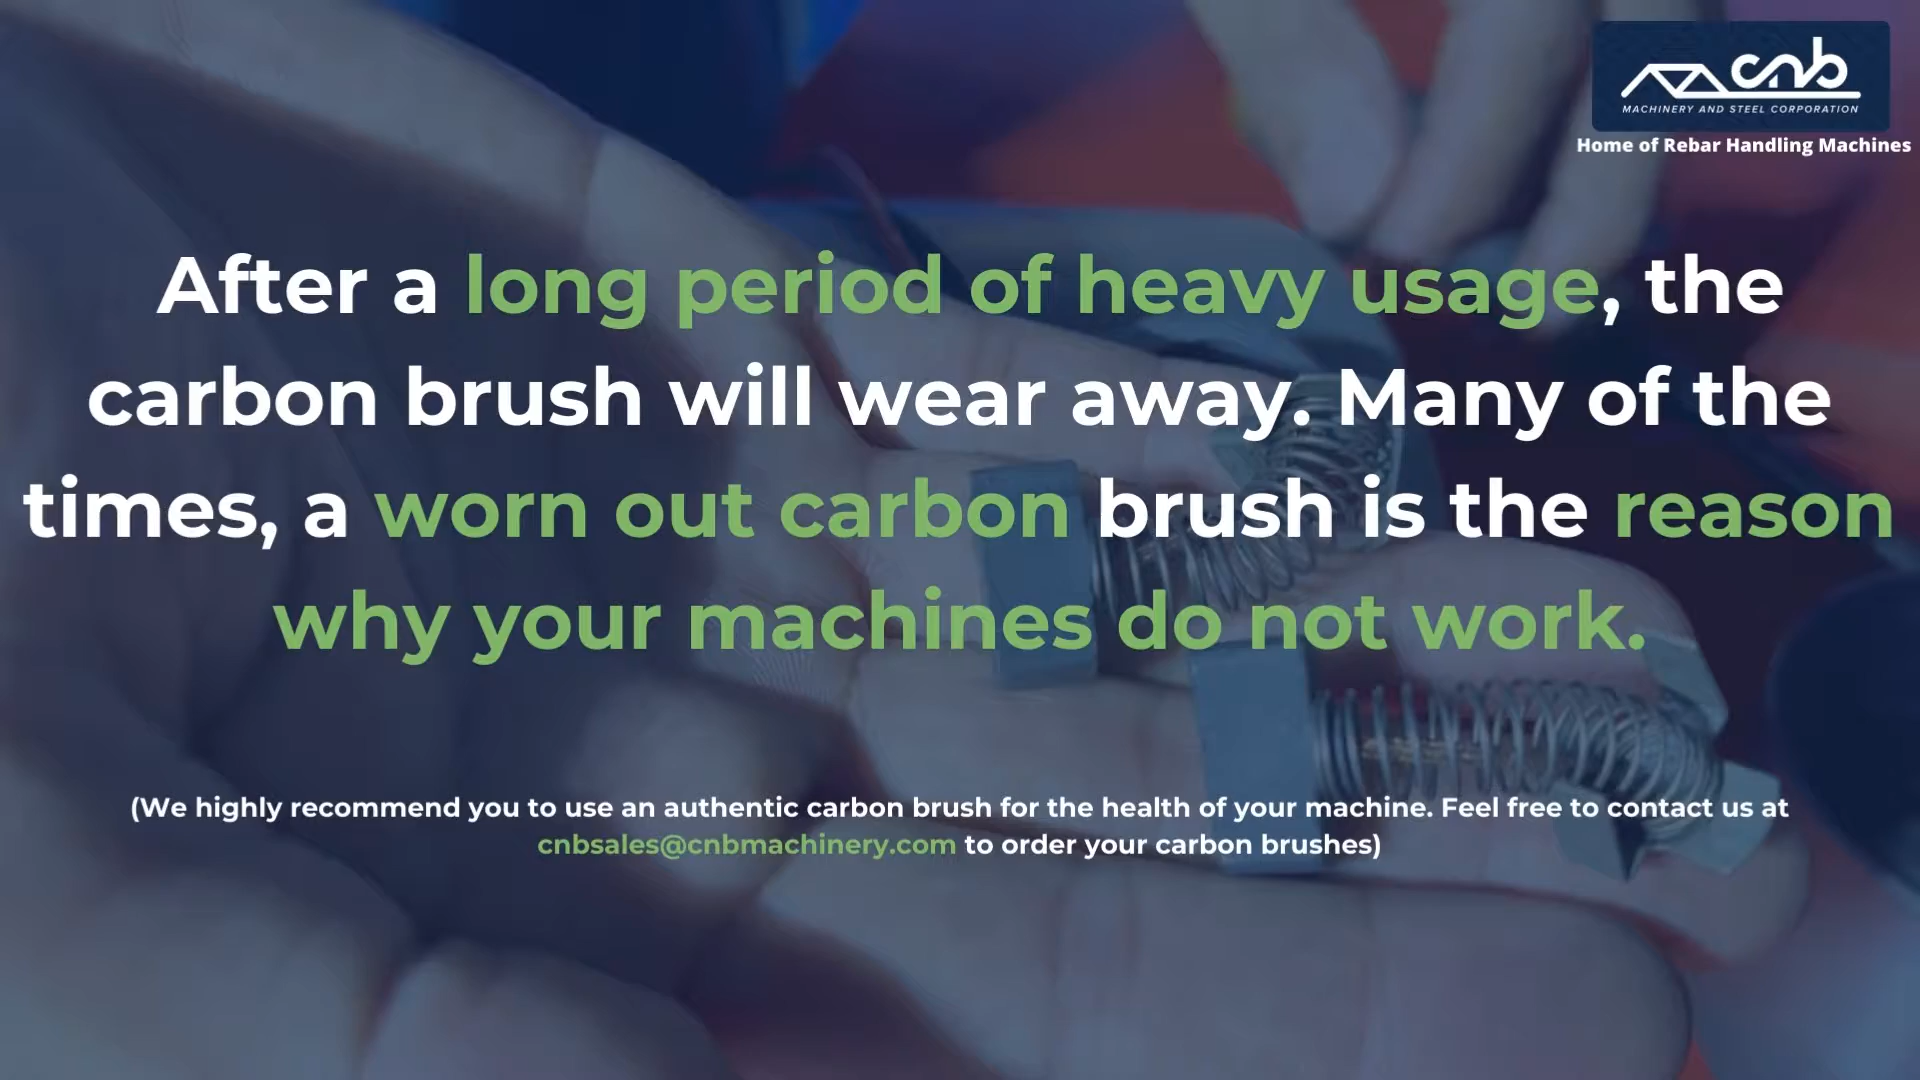 cnb
MACHINERY AND STEEL CORPORATION
Home of Rebar Handling Machines
After a long period of heavy usage, the
carbon brush will wear away. Many of the
times, a worn out carbon brush is the reason
why your machines do not work.
(We highly recommend you to use an authentic carbon brush for the health of your machine. Feel free to contact us at
cnbsales@cnbmachinery.com to order your carbon brushes)